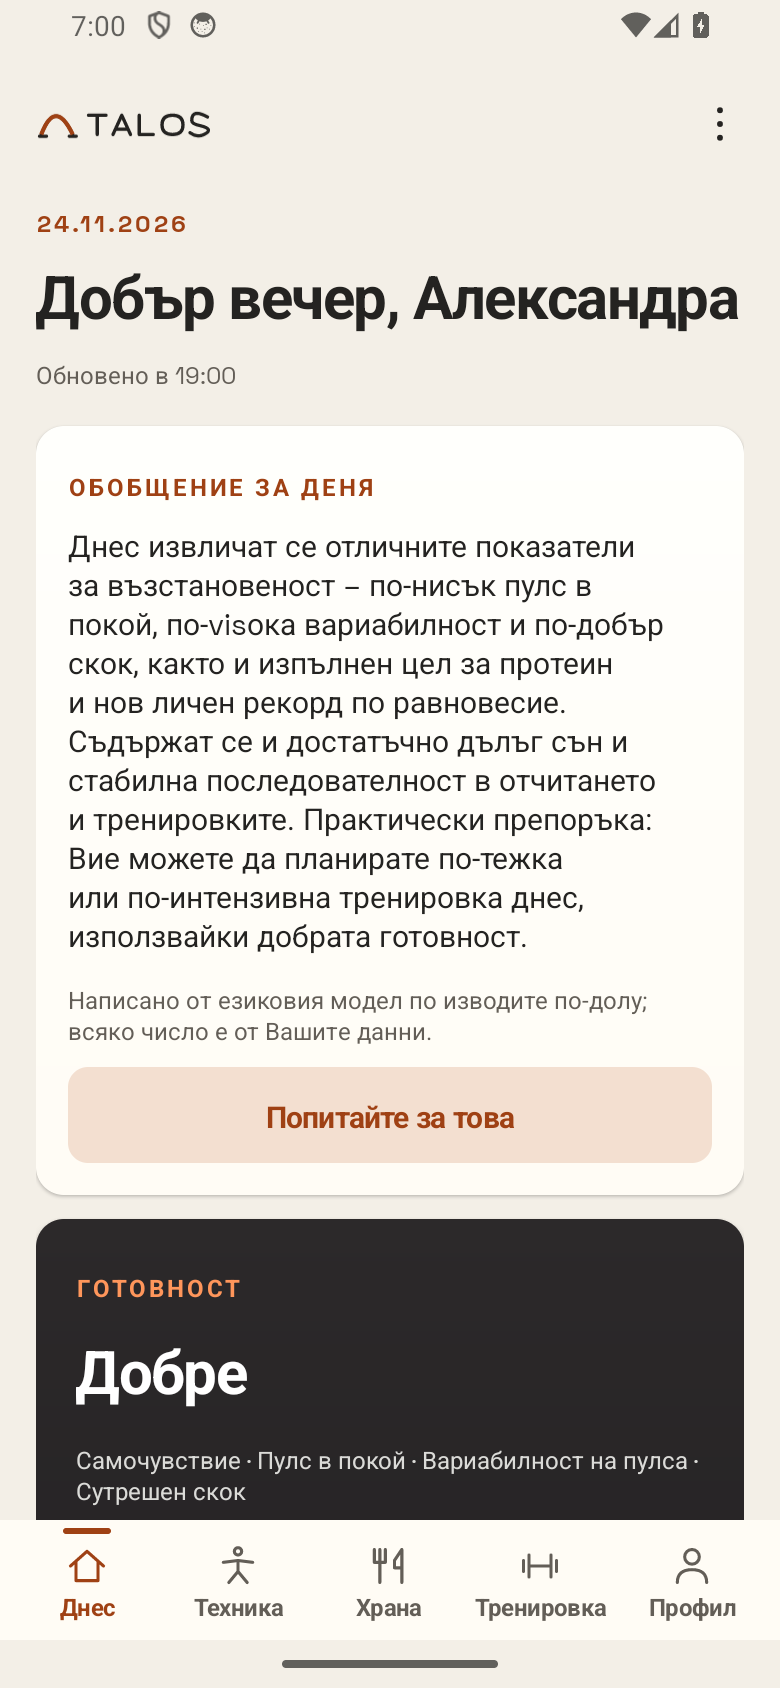 7:00
TALOS
24.11.2026
Добър вечер, Александра
Обновено в 19:00
ОБОБЩЕНИЕ ЗА ДЕНЯ
Днес извличат се отличните показатели
за възстановеност – по-нисък пулс в
покой, по-visока вариабилност и по-добър
скок, както и изпълнен цел за протеин
и нов личен рекорд по равновесие.
Съдържат се и достатъчно дълъг сън и
стабилна последователност в отчитането
и тренировките. Практически препоръка:
Вие можете да планирате по-тежка
или по-интензивна тренировка днес,
използвайки добрата готовност.
Написано от езиковия модел по изводите по-долу;
всяко число е от Вашите данни.
Попитайте за това
ГОТОВНОСТ
Добре
Самочувствие · Пулс в покой · Вариабилност на пулса ·
Сутрешен скок
Днес
Техника
Храна
Тренировка
Профил